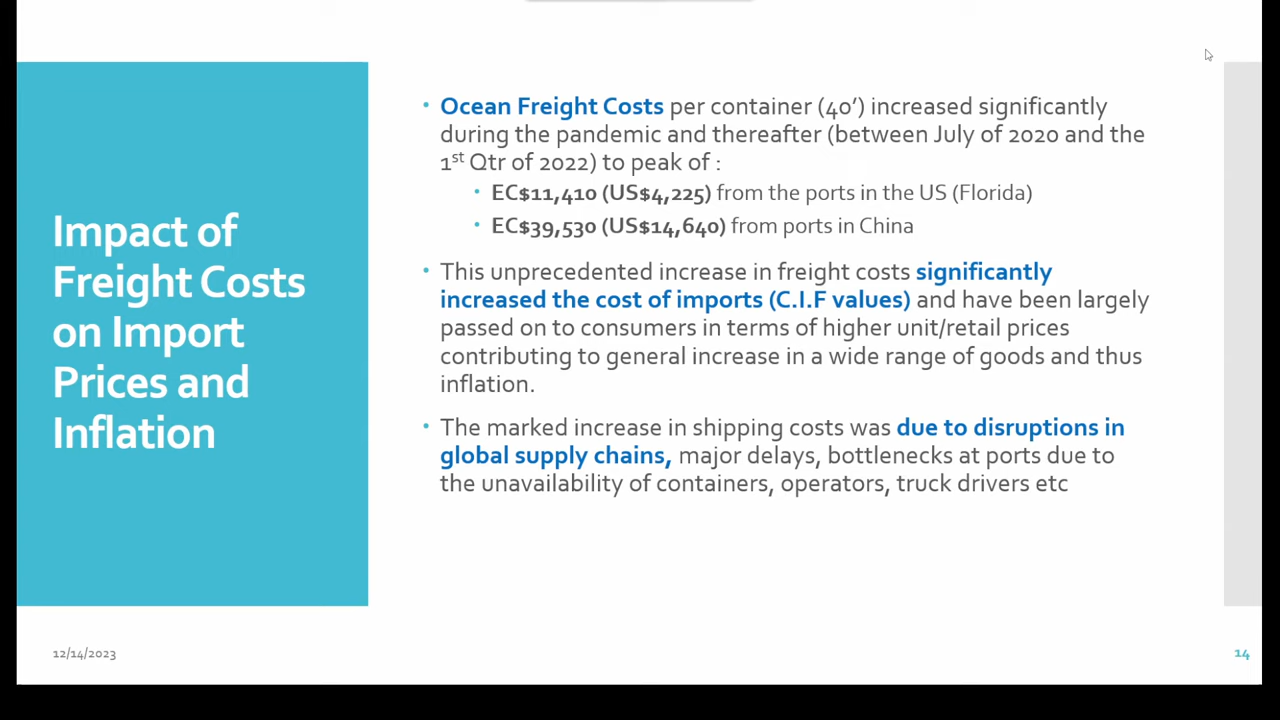 Impact of
Freight Costs
on Import
Prices and
Inflation
• Ocean Freight Costs per container (40’) increased significantly
during the pandemic and thereafter (between July of 2020 and the
1st Qtr of 2022) to peak of :
• EC$11,410 (US$4,225) from the ports in the US (Florida)
• EC$39,530 (US$14,640) from ports in China
• This unprecedented increase in freight costs significantly
increased the cost of imports (C.I.F values) and have been largely
passed on to consumers in terms of higher unit/retail prices
contributing to general increase in a wide range of goods and thus
inflation.
• The marked increase in shipping costs was due to disruptions in
global supply chains, major delays, bottlenecks at ports due to
the unavailability of containers, operators, truck drivers etc
12/14/2023
14